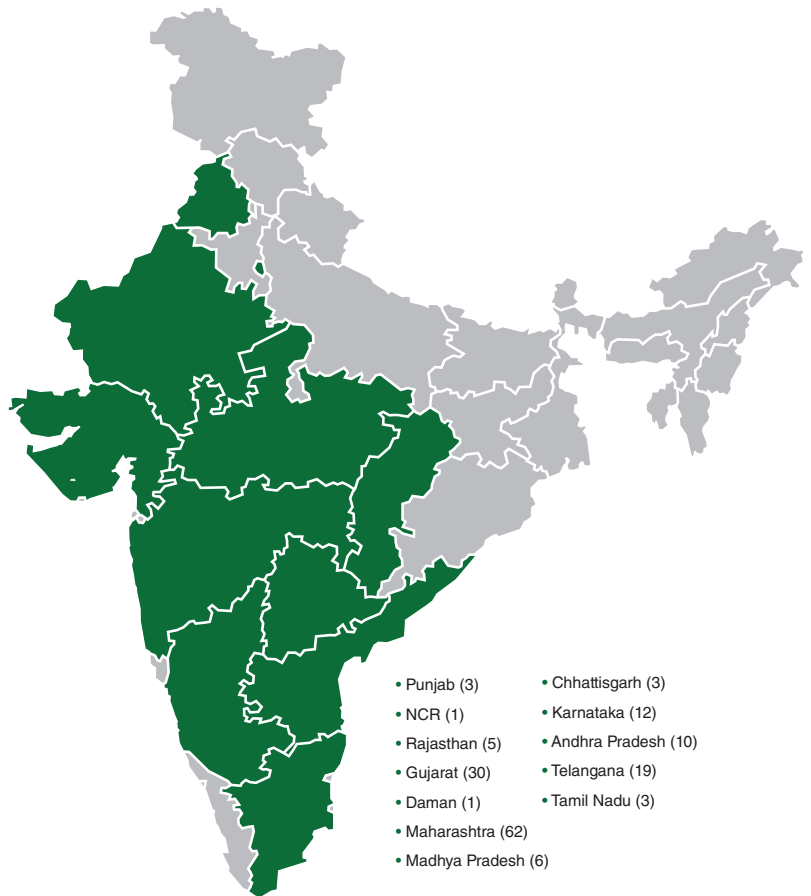 • Punjab (3)
• NCR (1)
• Rajasthan (5)
• Gujarat (30)
• Daman (1)
• Maharashtra (62)
• Madhya Pradesh (6)
• Chhattisgarh (3)
• Karnataka (12)
• Andhra Pradesh (10)
• Telangana (19)
• Tamil Nadu (3)